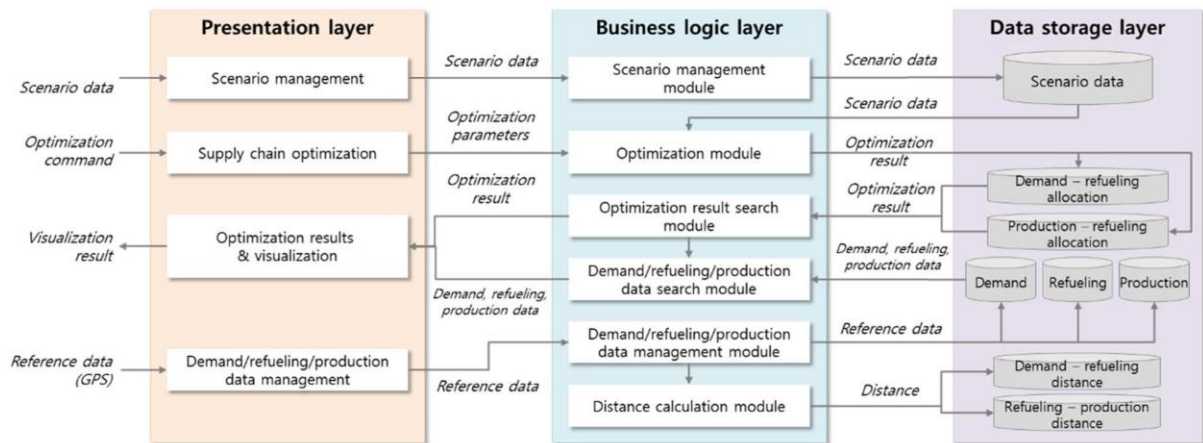 Presentation layer
Business logic layer
Data storage layer
Scenario data
Scenario management
Scenario data
Scenario management
module
Scenario data
Scenario data
Scenario data
Optimization
command
Supply chain optimization
Optimization
parameters
Optimization module
Optimization
result
Demand – refueling
allocation
Optimization
result
Optimization result search
module
Optimization
result
Production – refueling
allocation
Visualization
result
Optimization results
& visualization
Demand, refueling,
production data
Demand/refueling/production
data search module
Demand, refueling,
production data
Demand
Refueling
Production
Reference data
(GPS)
Demand/refueling/production
data management
Reference data
Demand/refueling/production
data management module
Reference data
Distance calculation module
Distance
Demand – refueling
distance
Refueling – production
distance